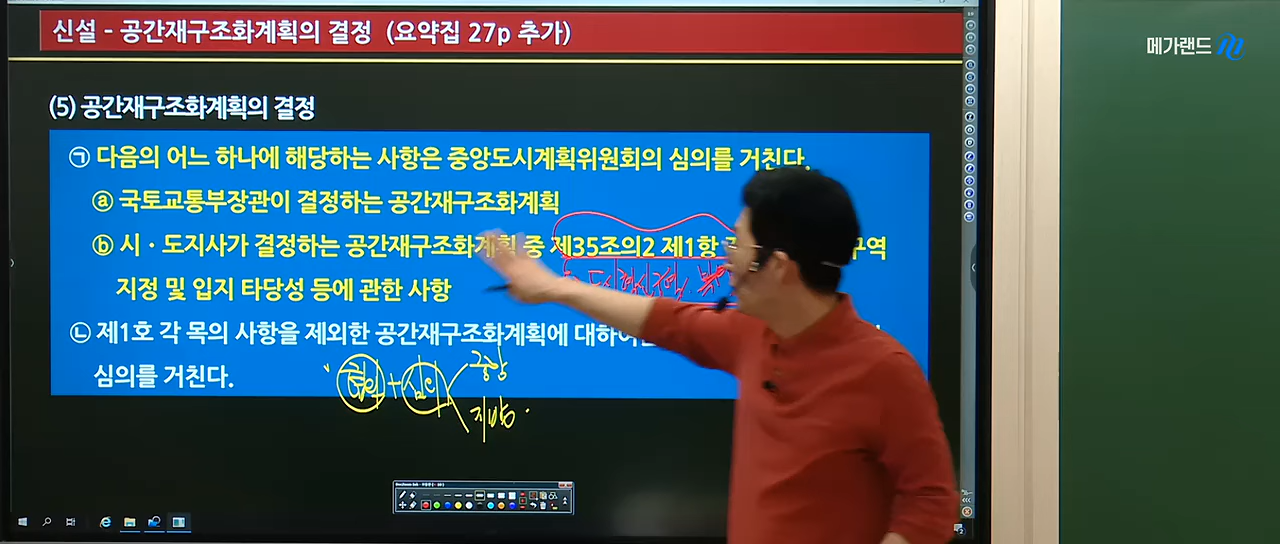 신설 - 공간재구조화계획의 결정 (요약집 27p 추가)
메가랜드
(5) 공간재구조화계획의 결정
㉠ 다음의 어느 하나에 해당하는 사항은 중앙도시계획위원회의 심의를 거친다.
ⓐ 국토교통부장관이 결정하는 공간재구조화계획
ⓑ 시·도지사가 결정하는 공간재구조화계획 중 제35조의2 제1항 구역
지정 및 입지 타당성 등에 관한 사항
㉡ 제1호 각 목의 사항을 제외한 공간재구조화계획에 대하여
심의를 거친다.
+ 심의 중앙
지방